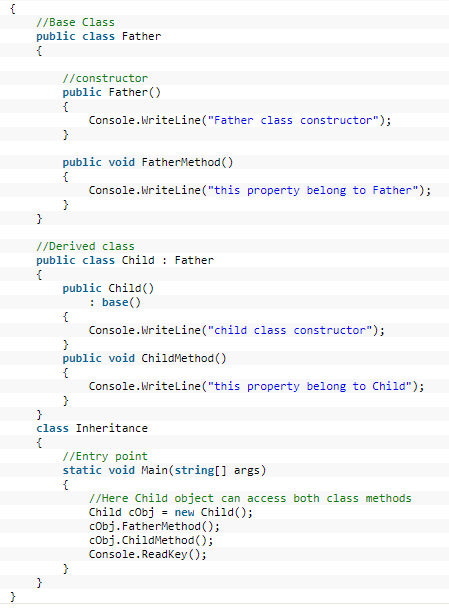 {
    //Base Class
    public class Father
    {

        //constructor
        public Father()
        {
            Console.WriteLine("Father class constructor");
        }

        public void FatherMethod()
        {
            Console.WriteLine("this property belong to Father");
        }
    }

    //Derived class
    public class Child : Father
    {
        public Child()
            : base()
        {
            Console.WriteLine("child class constructor");
        }
        public void ChildMethod()
        {
            Console.WriteLine("this property belong to Child");
        }
    }
    class Inheritance
    {
        //Entry point
        static void Main(string[] args)
        {
            //Here Child object can access both class methods
            Child cObj = new Child();
            cObj.FatherMethod();
            cObj.ChildMethod();
            Console.ReadKey();
        }
    }
}